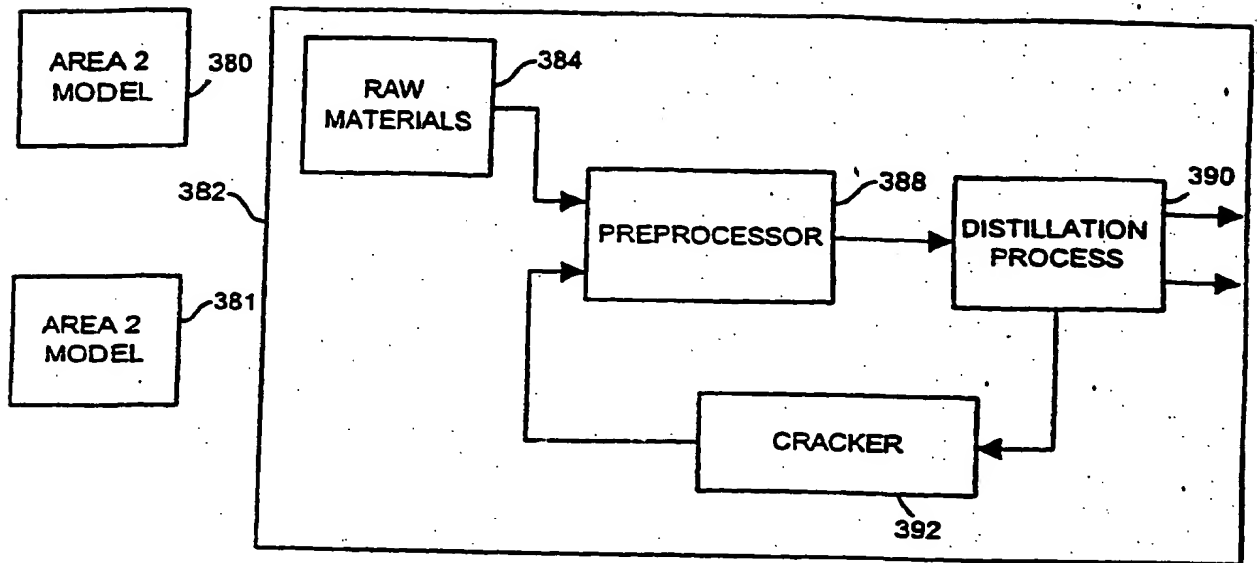 AREA 2
MODEL
380
382
AREA 2
MODEL
381
RAW
MATERIALS
384
PREPROCESSOR
388
DISTILLATION
PROCESS
390
CRACKER
392